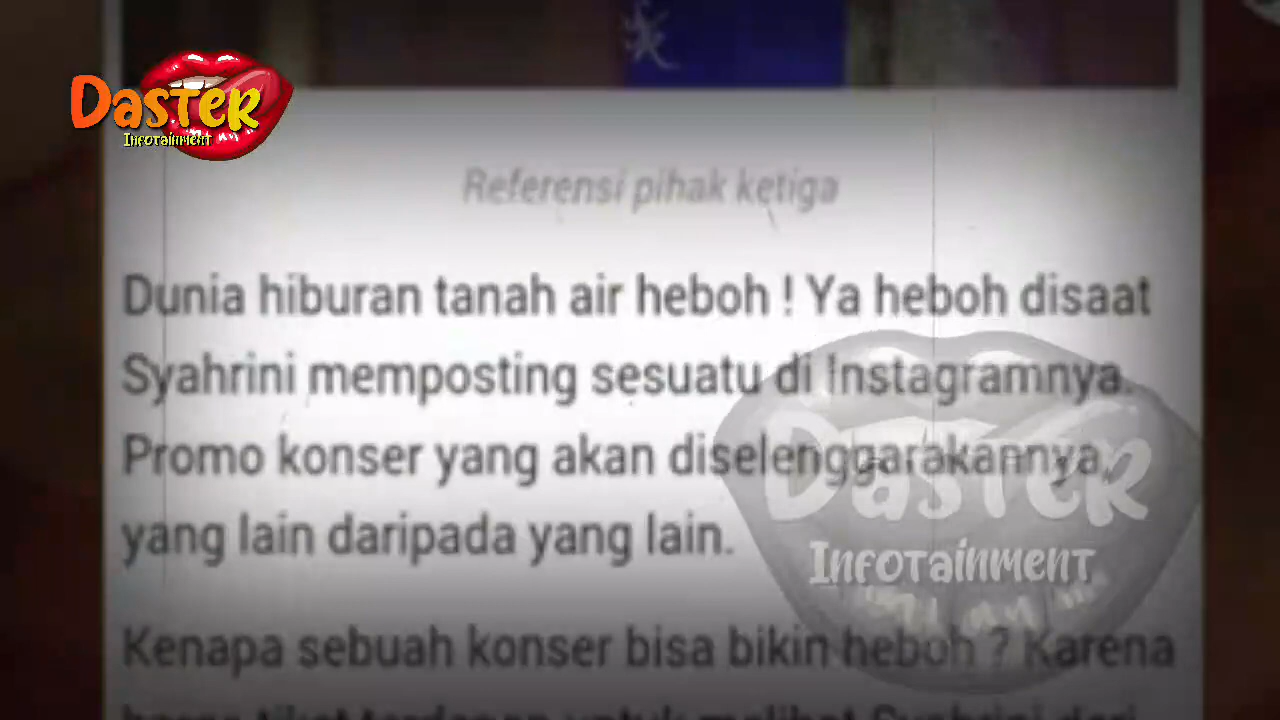 DasTeR
Infotainment
Referensi pihak ketiga
Dunia hiburan tanah air heboh ! Ya heboh disaat
Syahrini memposting sesuatu di Instagramnya.
Promo konser yang akan diselenggarakannya,
yang lain daripada yang lain.
DasTeR
Infotainment
Kenapa sebuah konser bisa bikin heboh ? Karena